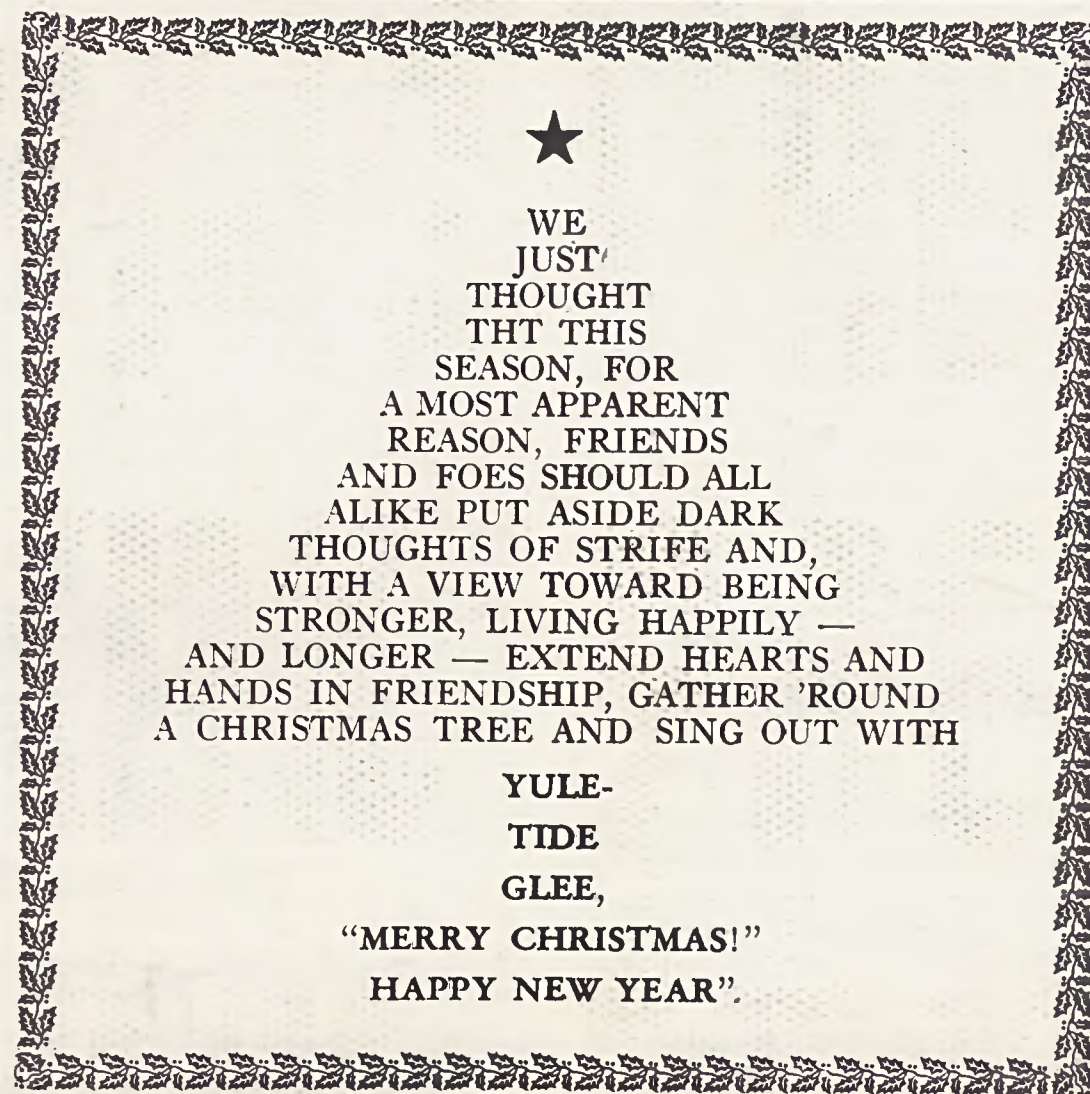 WE
JUST
THOUGHT
THT THIS
SEASON, FOR
A MOST APPARENT
REASON, FRIENDS
AND FOES SHOULD ALL
ALIKE PUT ASIDE DARK
THOUGHTS OF STRIFE AND,
WITH A VIEW TOWARD BEING
STRONGER, LIVING HAPPILY —
AND LONGER — EXTEND HEARTS AND
HANDS IN FRIENDSHIP, GATHER ’ROUND
A CHRISTMAS TREE AND SING OUT WITH
YULE-
TIDE
GLEE,
“MERRY CHRISTMAS!”
HAPPY NEW YEAR”.